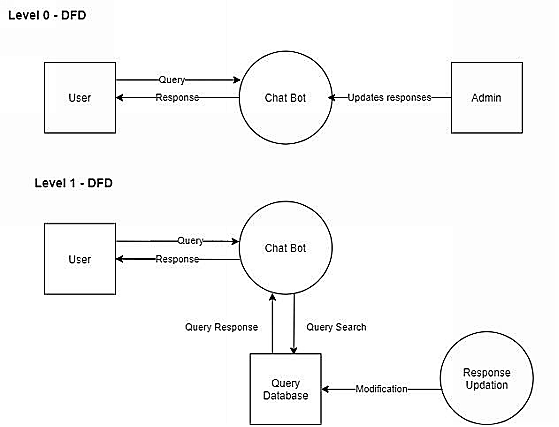 Level 0 - DFD
User
Query
Response
Chat Bot
Updates responses
Admin
Level 1 - DFD
User
Query
Response
Chat Bot
Query Response
Query Search
Query
Database
Modification
Response
Updation